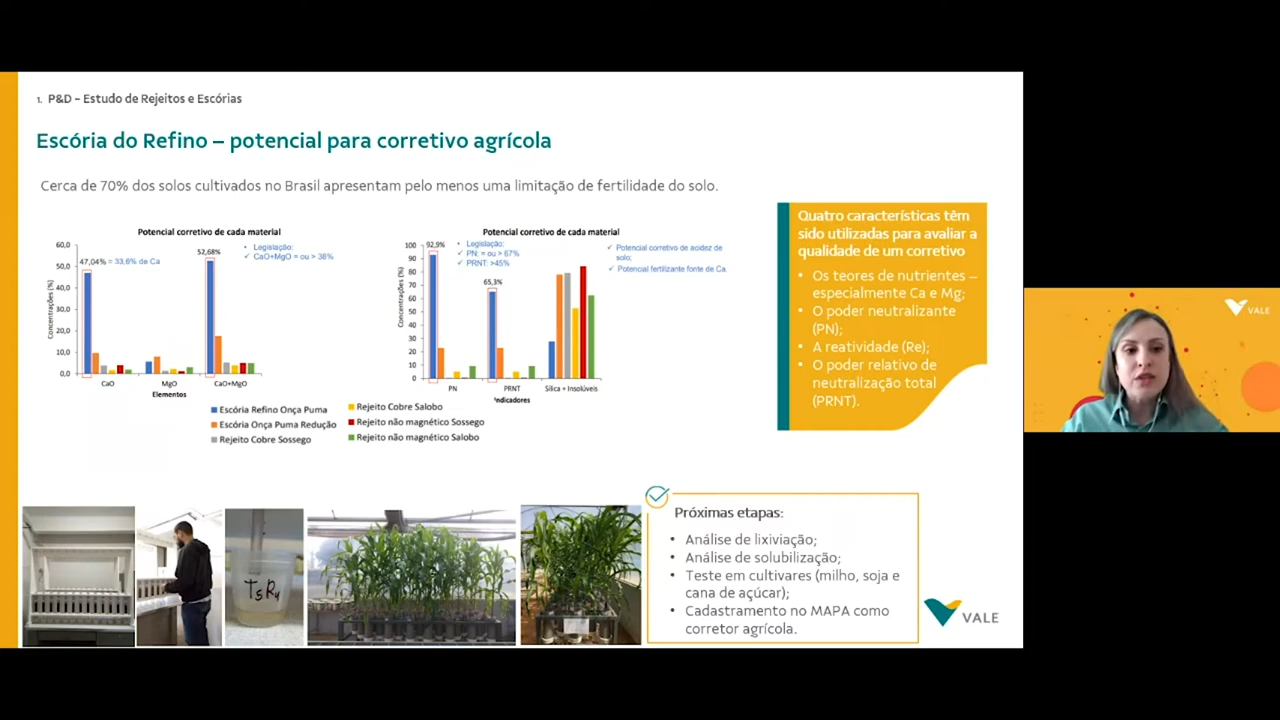 1. P&D – Estudo de Rejeitos e Escórias
Escória do Refino – potencial para corretivo agrícola
Cerca de 70% dos solos cultivados no Brasil apresentam pelo menos uma limitação de fertilidade do solo.
Potencial corretivo de cada material
60,0
50,0
40,0
30,0
20,0
10,0
0,0
Concentrações (%)
47,04% = 33,6% de Ca
52,68%
• Legislação:
✓ CaO+MgO = ou > 38%
CaO
MgO
CaO+MgO
Elementos
Potencial corretivo de cada material
100
90
80
70
60
50
40
30
20
10
0
Concentrações (%)
92,9%
• Legislação:
✓ PN: = ou > 67%
✓ PRNT: >45%
65,3%
✓ Potencial corretivo de acidez de
solo;
✓ Potencial fertilizante fonte de Ca.
PN
PRNT
Sílica + Insolúveis
Indicadores
Escória Refino Onça Puma
Escória Onça Puma Redução
Rejeito Cobre Sossego
Rejeito Cobre Salobo
Rejeito não magnético Sossego
Rejeito não magnético Salobo
Quatro características têm
sido utilizadas para avaliar a
qualidade de um corretivo
• Os teores de nutrientes –
especialmente Ca e Mg;
• O poder neutralizante
(PN);
• A reatividade (Re);
• O poder relativo de
neutralização total
(PRNT).
VALE
T5R4
Próximas etapas:
• Análise de lixiviação;
• Análise de solubilização;
• Teste em cultivares (milho, soja e
cana de açúcar);
• Cadastramento no MAPA como
corretor agrícola.
VALE